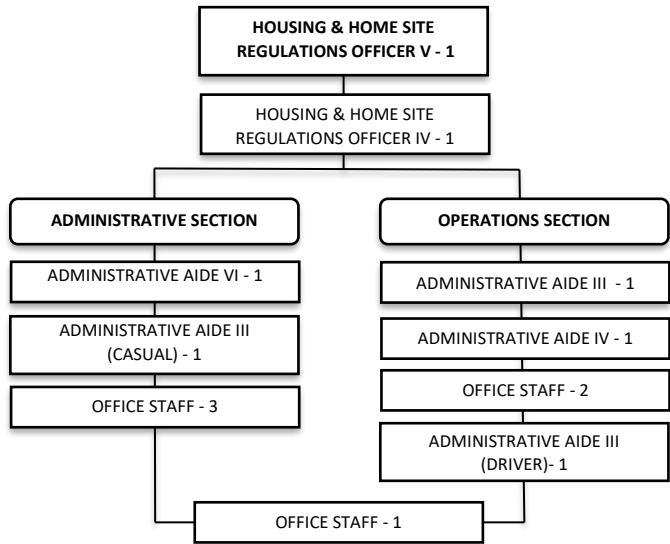 HOUSING & HOME SITE
REGULATIONS OFFICER V - 1
HOUSING & HOME SITE
REGULATIONS OFFICER IV - 1
ADMINISTRATIVE SECTION
ADMINISTRATIVE AIDE VI - 1
ADMINISTRATIVE AIDE III
(CASUAL) - 1
OFFICE STAFF - 3
OPERATIONS SECTION
ADMINISTRATIVE AIDE III - 1
ADMINISTRATIVE AIDE IV - 1
OFFICE STAFF - 2
ADMINISTRATIVE AIDE III
(DRIVER)- 1
OFFICE STAFF - 1